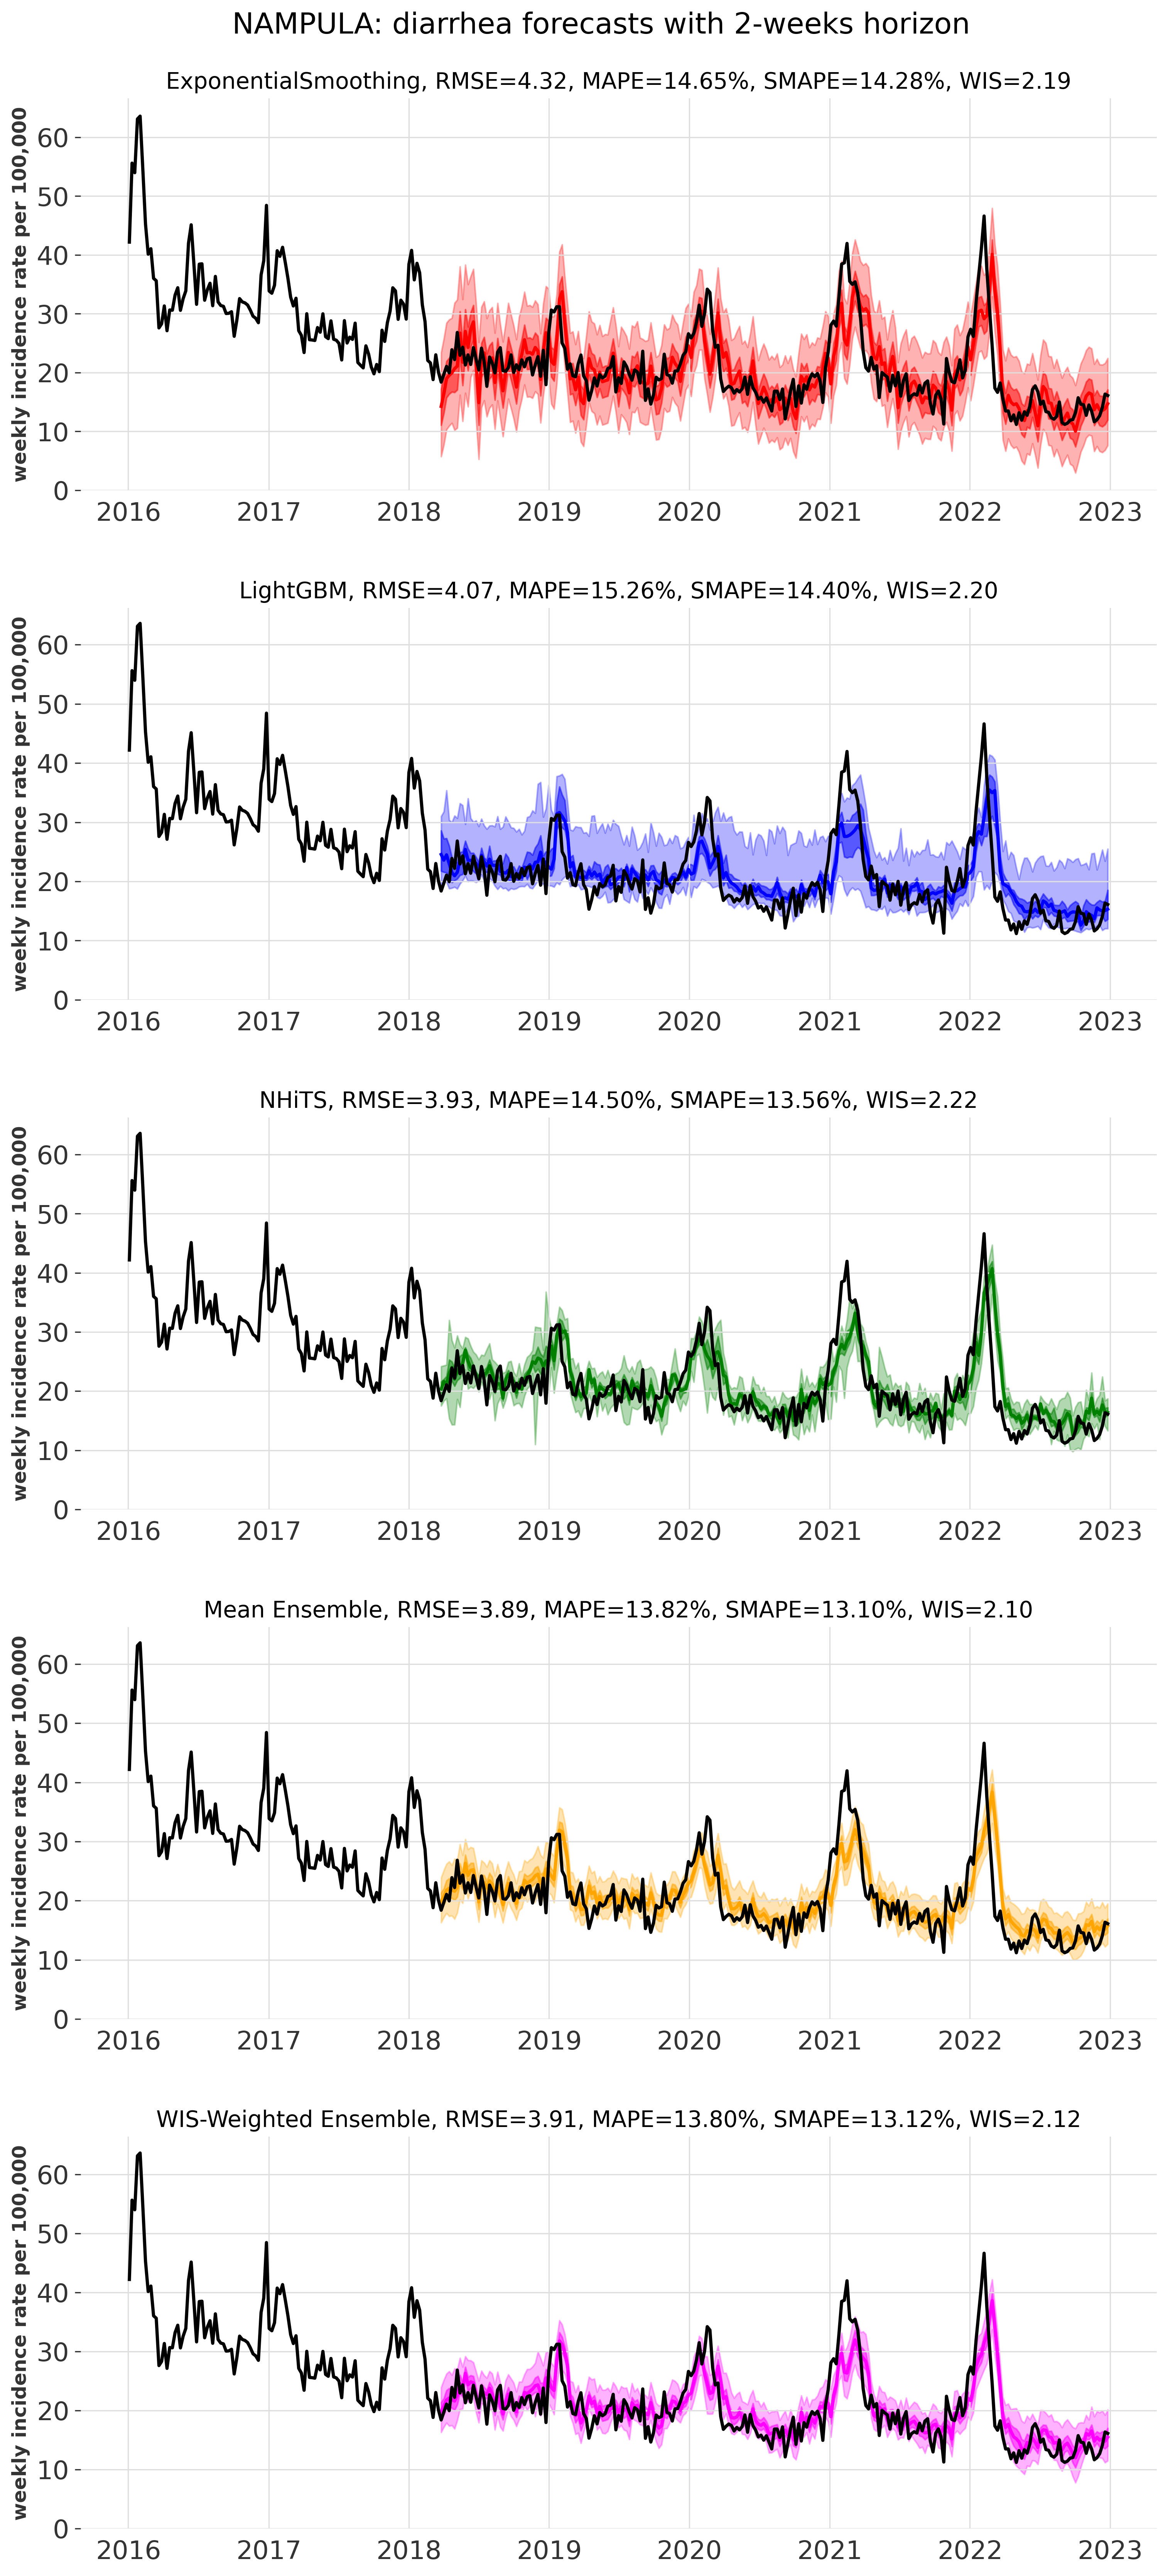 NAMPULA: diarrhea forecasts with 2-weeks horizon
ExponentialSmoothing, RMSE=4.32, MAPE=14.65%, SMAPE=14.28%, WIS=2.19
weekly incidence rate per 100,000
60
50
40
30
20
10
0
2016 2017 2018 2019 2020 2021 2022 2023
LightGBM, RMSE=4.07, MAPE=15.26%, SMAPE=14.40%, WIS=2.20
weekly incidence rate per 100,000
60
50
40
30
20
10
0
2016 2017 2018 2019 2020 2021 2022 2023
NHiTS, RMSE=3.93, MAPE=14.50%, SMAPE=13.56%, WIS=2.22
weekly incidence rate per 100,000
60
50
40
30
20
10
0
2016 2017 2018 2019 2020 2021 2022 2023
Mean Ensemble, RMSE=3.89, MAPE=13.82%, SMAPE=13.10%, WIS=2.10
weekly incidence rate per 100,000
60
50
40
30
20
10
0
2016 2017 2018 2019 2020 2021 2022 2023
WIS-Weighted Ensemble, RMSE=3.91, MAPE=13.80%, SMAPE=13.12%, WIS=2.12
weekly incidence rate per 100,000
60
50
40
30
20
10
0
2016 2017 2018 2019 2020 2021 2022 2023